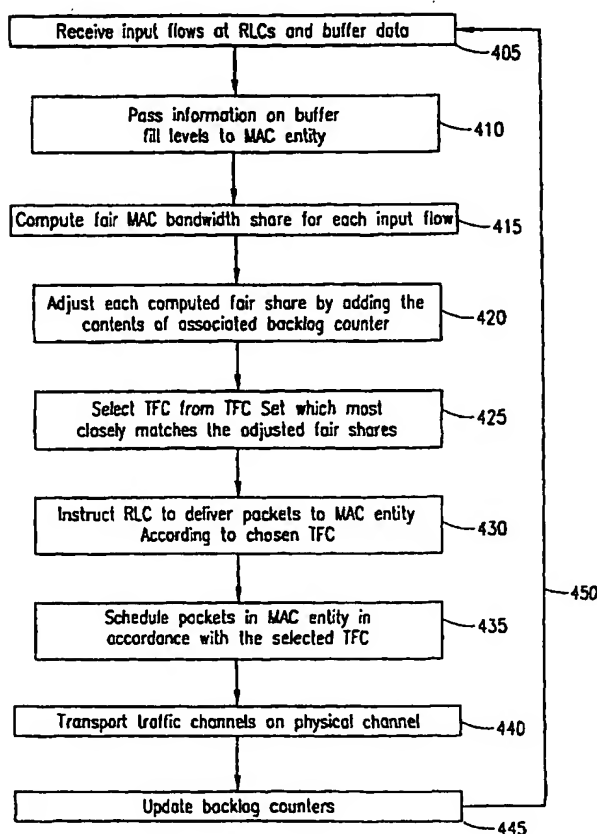 Receive input flows at RLCs and buffer data
405
Pass information on buffer
fill levels to MAC entity
410
Compute fair MAC bandwidth share for each input flow
415
Adjust each computed fair share by adding the
contents of associated backlog counter
420
Select TFC from TFC Set which most
closely matches the adjusted fair shares
425
Instruct RLC to deliver packets to MAC entity
According to chosen TFC
430
450
Schedule packets in MAC entity in
accordance with the selected TFC
435
Transport traffic channels on physical channel
440
Update backlog counters
445